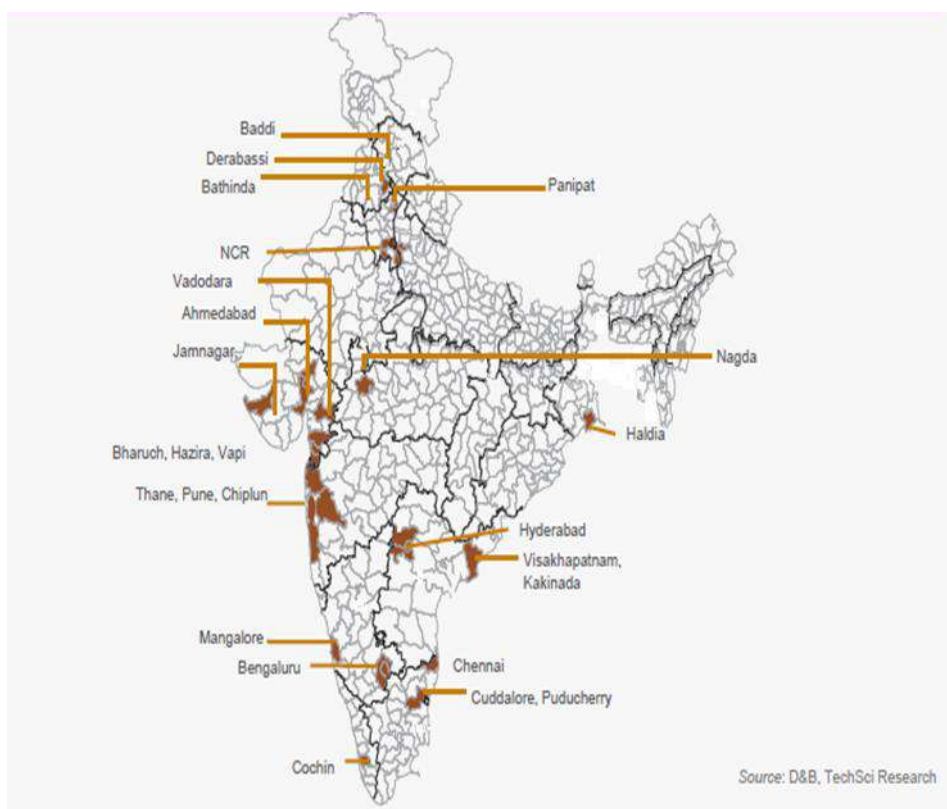 Baddi
Derabassi
Bathinda
Panipat
NCR
Vadodara
Ahmedabad
Jamnagar
Nagda
Haldia
Bharuch, Hazira, Vapi
Thane, Pune, Chiplun
Hyderabad
Visakhapatnam,
Kakinada
Mangalore
Bengaluru
Chennai
Cuddalore, Puducherry
Cochin
Source: D&B, TechSci Research